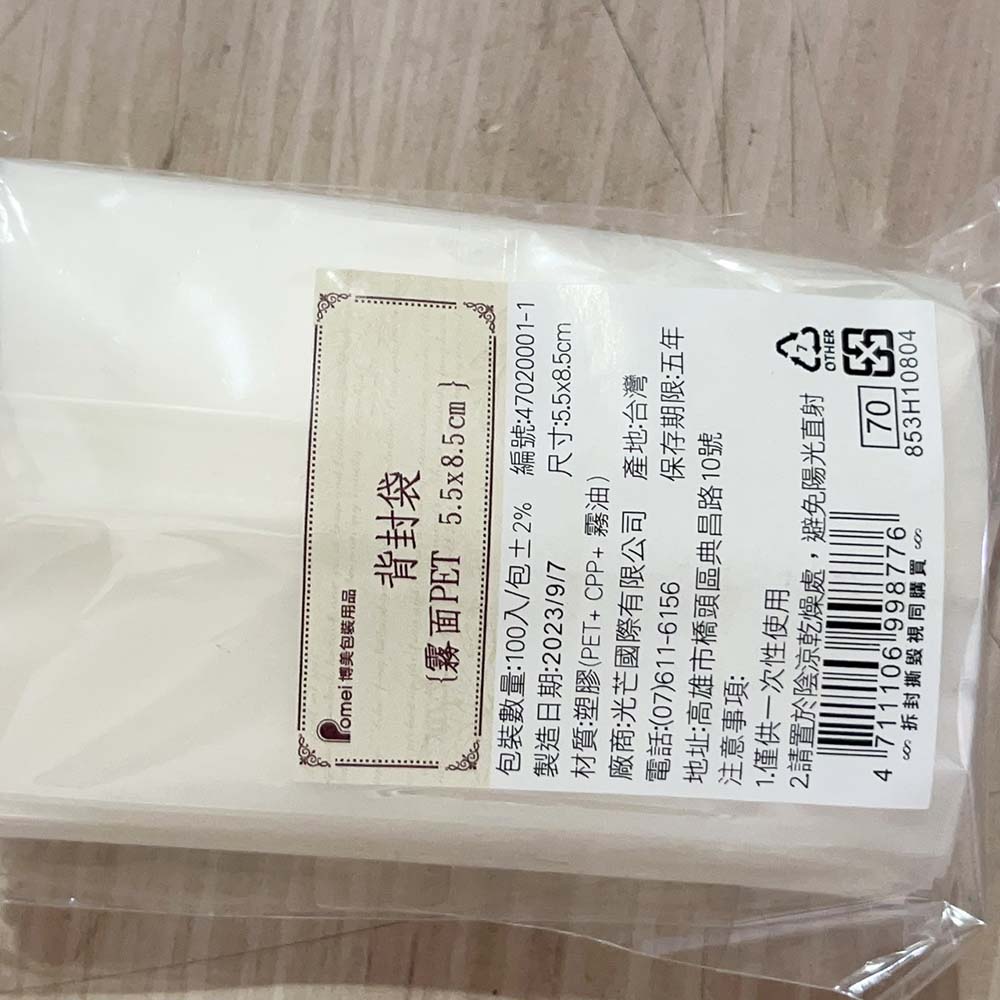 Pomei 博美包裝用品
背封袋
{霧面PET 5.5x8.5cm}
包裝數量:100入/包±2% 編號:47020001-1
製造日期:2023/9/7 尺寸:5.5x8.5cm
材質:塑膠(PET+ CPP+ 霧油)
廠商:光芒國際有限公司 產地:台灣
電話:(07)611-6156 保存期限:五年
地址:高雄市橋頭區典昌路10號
注意事項:
1.僅供一次性使用
2.請置於陰涼乾燥處，避免陽光直射
7
OTHER
70
853H10804
4 711106 998776
∽ 拆封撕毀視同購買 ∽